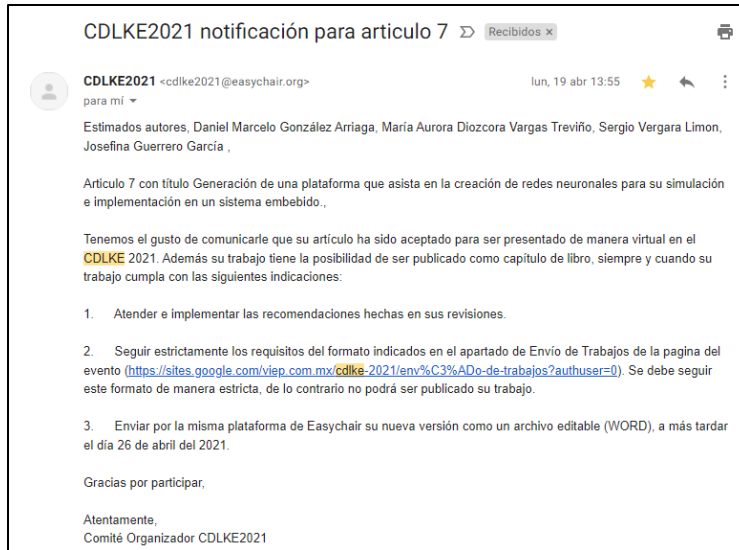 CDLKE2021 notificación para articulo 7 Recibidos ×
CDLKE2021 <cdlke2021@easychair.org> lun, 19 abr 13:55
para mí
Estimados autores, Daniel Marcelo González Arriaga, María Aurora Diozcora Vargas Treviño, Sergio Vergara Limon,
Josefina Guerrero García ,
Articulo 7 con título Generación de una plataforma que asista en la creación de redes neuronales para su simulación
e implementación en un sistema embebido.,
Tenemos el gusto de comunicarle que su artículo ha sido aceptado para ser presentado de manera virtual en el
CDLKE 2021. Además su trabajo tiene la posibilidad de ser publicado como capítulo de libro, siempre y cuando su
trabajo cumpla con las siguientes indicaciones:
1. Atender e implementar las recomendaciones hechas en sus revisiones.
2. Seguir estrictamente los requisitos del formato indicados en el apartado de Envío de Trabajos de la pagina del
evento (https://sites.google.com/viep.com.mx/cdlke-2021/env%C3%ADo-de-trabajos?authuser=0). Se debe seguir
este formato de manera estricta, de lo contrario no podrá ser publicado su trabajo.
3. Enviar por la misma plataforma de Easychair su nueva versión como un archivo editable (WORD), a más tardar
el día 26 de abril del 2021.
Gracias por participar,
Atentamente,
Comité Organizador CDLKE2021